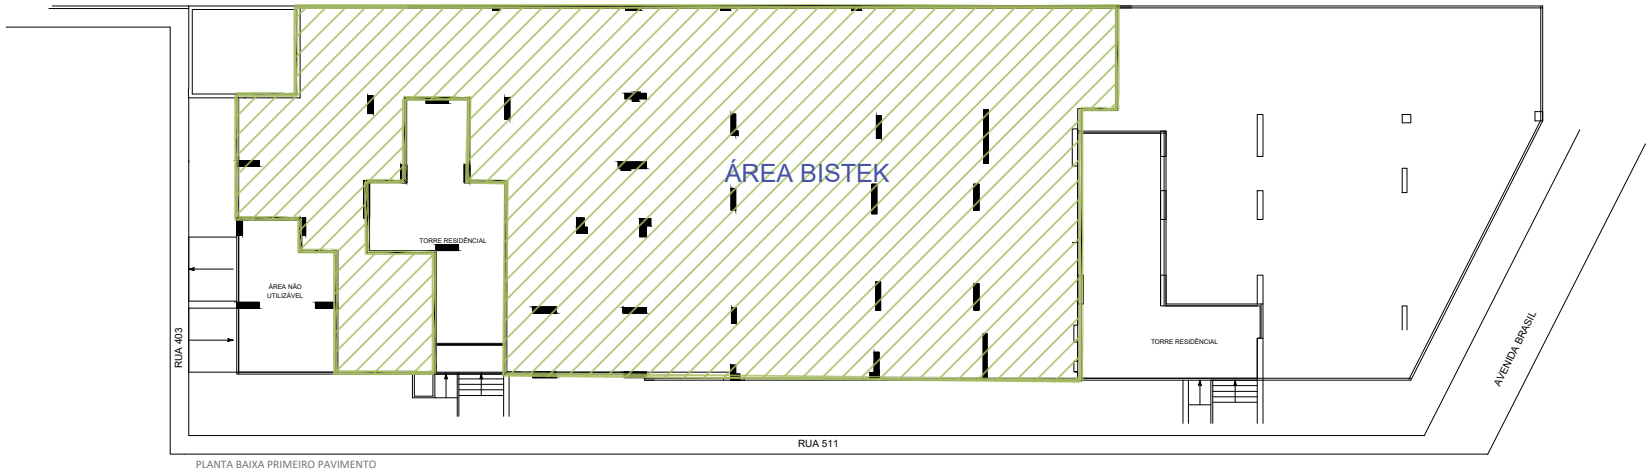 ÁREA BISTEK
TORRE RESIDÊNCIAL
ÁREA NÃO
UTILIZÁVEL
RUA 403
TORRE RESIDÊNCIAL
AVENIDA BRASIL
RUA 511
PLANTA BAIXA PRIMEIRO PAVIMENTO